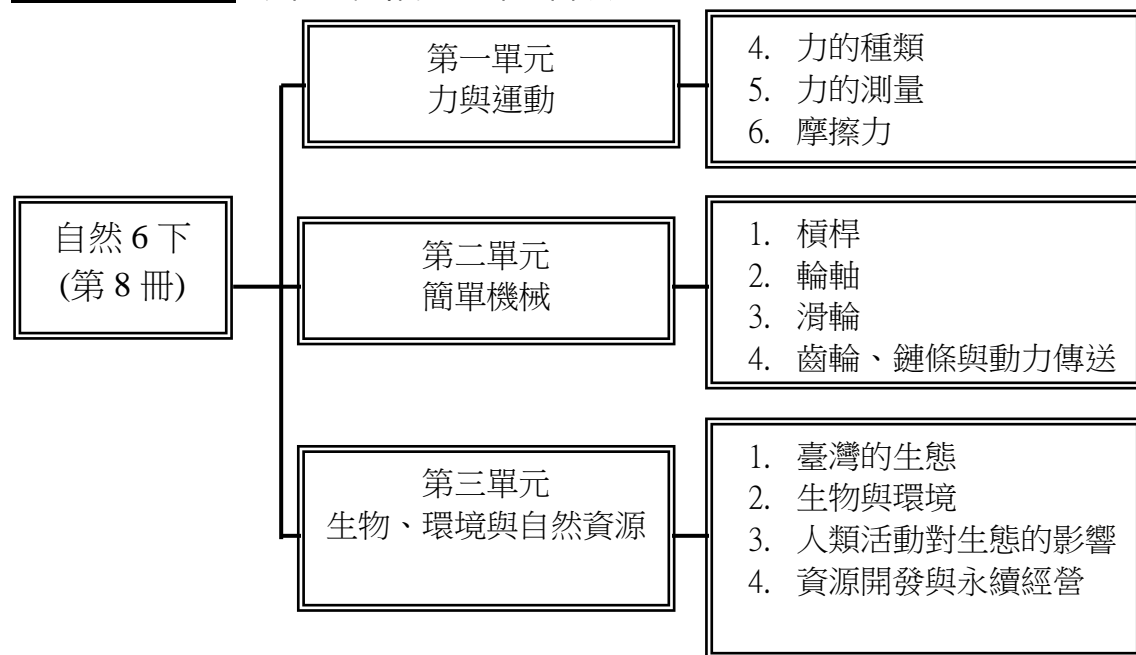 自然 6 下
(第 8 冊)
第一單元
力與運動
4. 力的種類
5. 力的測量
6. 摩擦力
第二單元
簡單機械
1. 槓桿
2. 輪軸
3. 滑輪
4. 齒輪、鏈條與動力傳送
第三單元
生物、環境與自然資源
1. 臺灣的生態
2. 生物與環境
3. 人類活動對生態的影響
4. 資源開發與永續經營